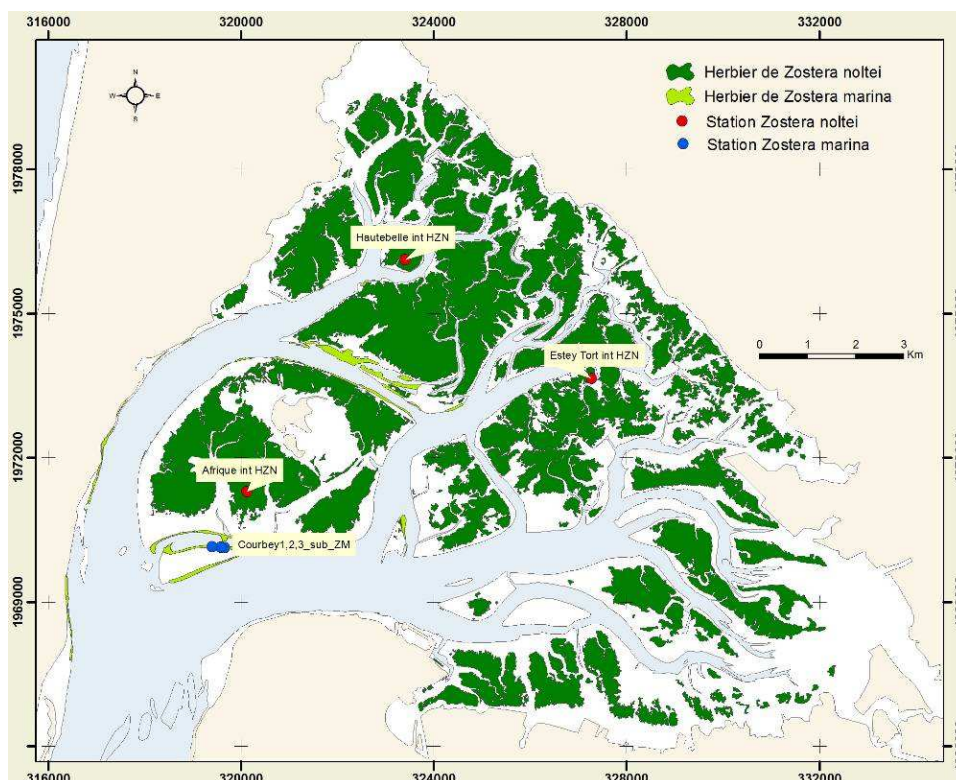 316000 320000 324000 328000 332000
N
W E
S
Herbier de Zostera noltei
Herbier de Zostera marina
Station Zostera noltei
Station Zostera marina
1978000
Hautebelle int HZN
1975000
Estey Tort int HZN
0 1 2 3
Km
1972000
Afrique int HZN
Courbey1,2,3_sub_ZM
1969000
316000 320000 324000 328000 332000